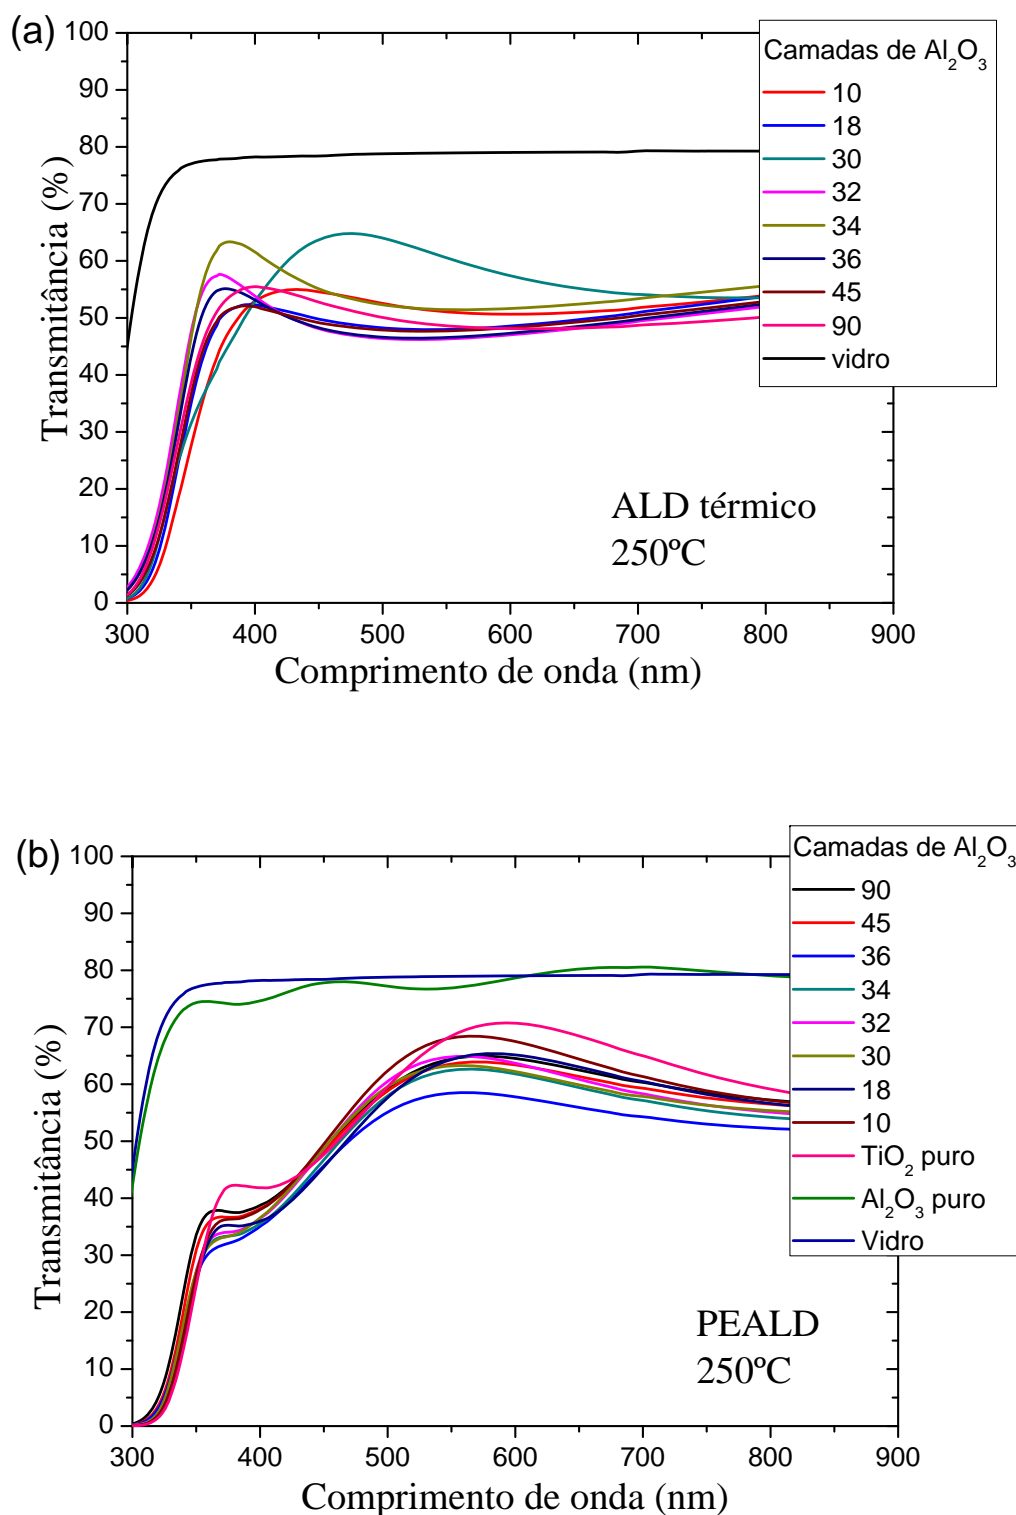 (a)
Transmitância (%)
100
90
80
70
60
50
40
30
20
10
0
300 400 500 600 700 800 900
Comprimento de onda (nm)
Camadas de Al₂O₃
10
18
30
32
34
36
45
90
vidro
ALD térmico
250ºC
(b)
Transmitância (%)
100
90
80
70
60
50
40
30
20
10
0
300 400 500 600 700 800 900
Comprimento de onda (nm)
Camadas de Al₂O₃
90
45
36
34
32
30
18
10
TiO₂ puro
Al₂O₃ puro
Vidro
PEALD
250ºC